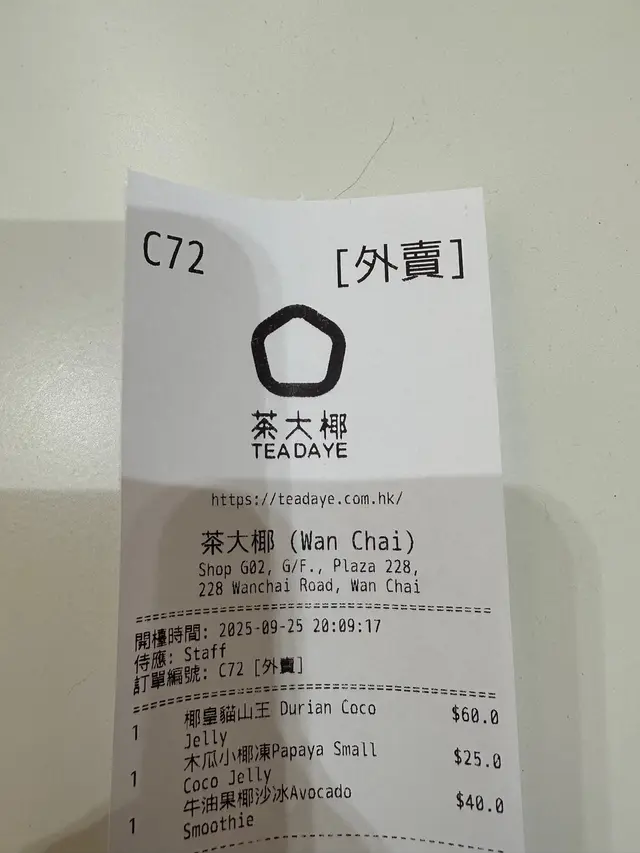 C72 [外賣]
茶大椰
TEADAYE
https://teadaye.com.hk/
茶大椰 (Wan Chai)
Shop G02, G/F., Plaza 228,
228 Wanchai Road, Wan Chai
開檯時間: 2025-09-25 20:09:17
侍應: Staff
訂單編號: C72 [外賣]
1 椰皇貓山王 Durian Coco $60.0
Jelly
1 木瓜小椰凍Papaya Small $25.0
Coco Jelly
1 牛油果椰沙冰Avocado $40.0
Smoothie